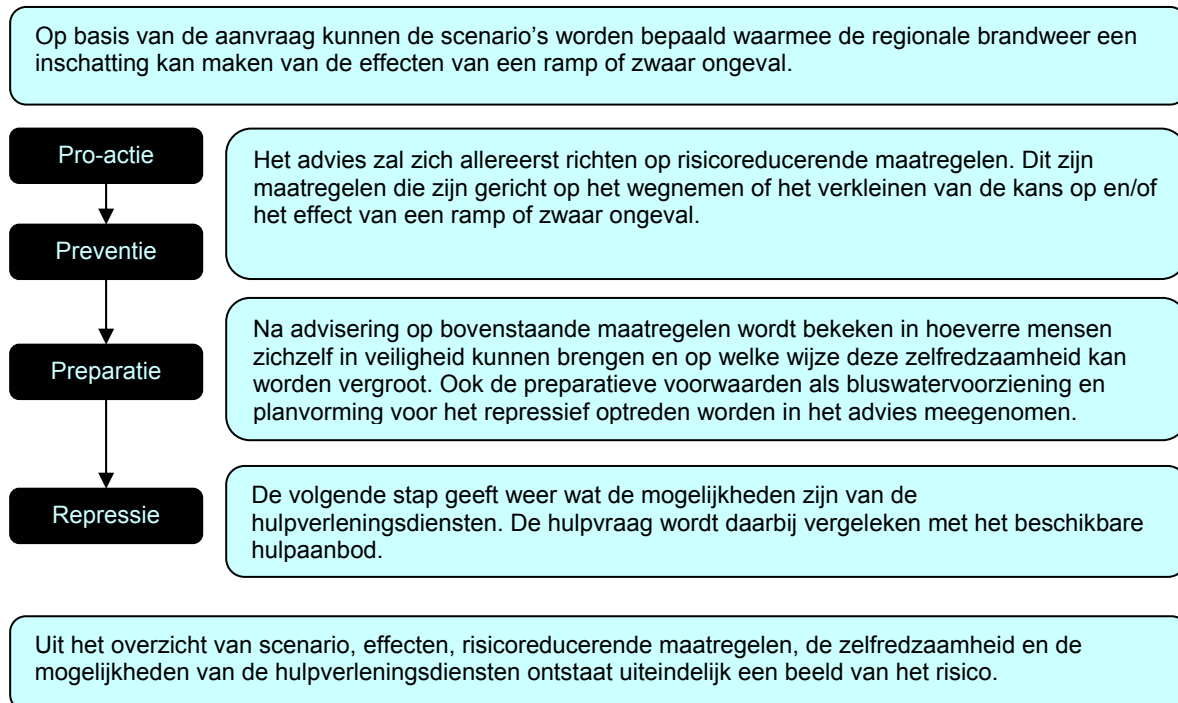 Op basis van de aanvraag kunnen de scenario’s worden bepaald waarmee de regionale brandweer een
inschatting kan maken van de effecten van een ramp of zwaar ongeval.
Pro-actie
Het advies zal zich allereerst richten op risicoreducerende maatregelen. Dit zijn
maatregelen die zijn gericht op het wegnemen of het verkleinen van de kans op en/of
het effect van een ramp of zwaar ongeval.
Preventie
Na advisering op bovenstaande maatregelen wordt bekeken in hoeverre mensen
zichzelf in veiligheid kunnen brengen en op welke wijze deze zelfredzaamheid kan
worden vergroot. Ook de preparatieve voorwaarden als bluswatervoorziening en
planvorming voor het repressief optreden worden in het advies meegenomen.
Preparatie
De volgende stap geeft weer wat de mogelijkheden zijn van de
hulpverleningsdiensten. De hulpvraag wordt daarbij vergeleken met het beschikbare
hulpaanbod.
Repressie
Uit het overzicht van scenario, effecten, risicoreducerende maatregelen, de zelfredzaamheid en de
mogelijkheden van de hulpverleningsdiensten ontstaat uiteindelijk een beeld van het risico.